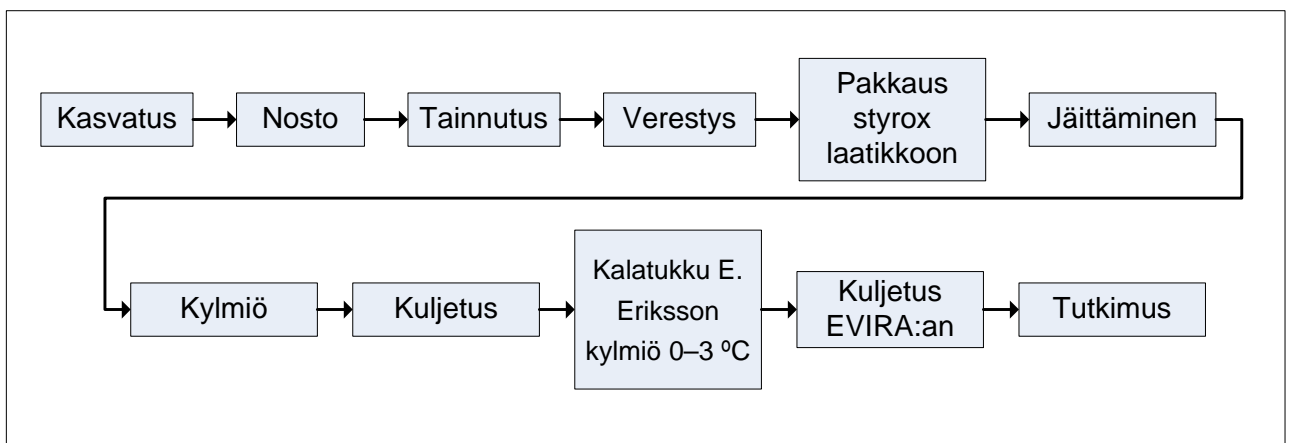 Kasvatus
Nosto
Tainnutus
Verestys
Pakkaus
styrox
laatikkoon
Jäittäminen
Kylmiö
Kuljetus
Kalatukku E.
Eriksson
kylmiö 0–3 ºC
Kuljetus
EVIRA:an
Tutkimus